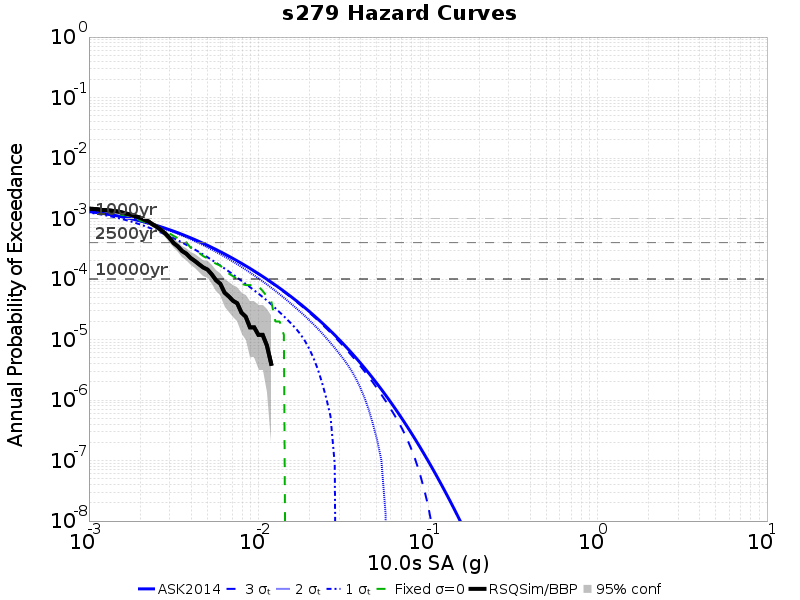 s279 Hazard Curves
Annual Probability of Exceedance
10^0
10^-1
10^-2
10^-3
10^-4
10^-5
10^-6
10^-7
10^-8
1000yr
2500yr
10000yr
10^-3 10^-2 10^-1 10^0 10^1
10.0s SA (g)
ASK2014 3 σₜ 2 σₜ 1 σₜ Fixed σ=0 RSQSim/BBP 95% conf